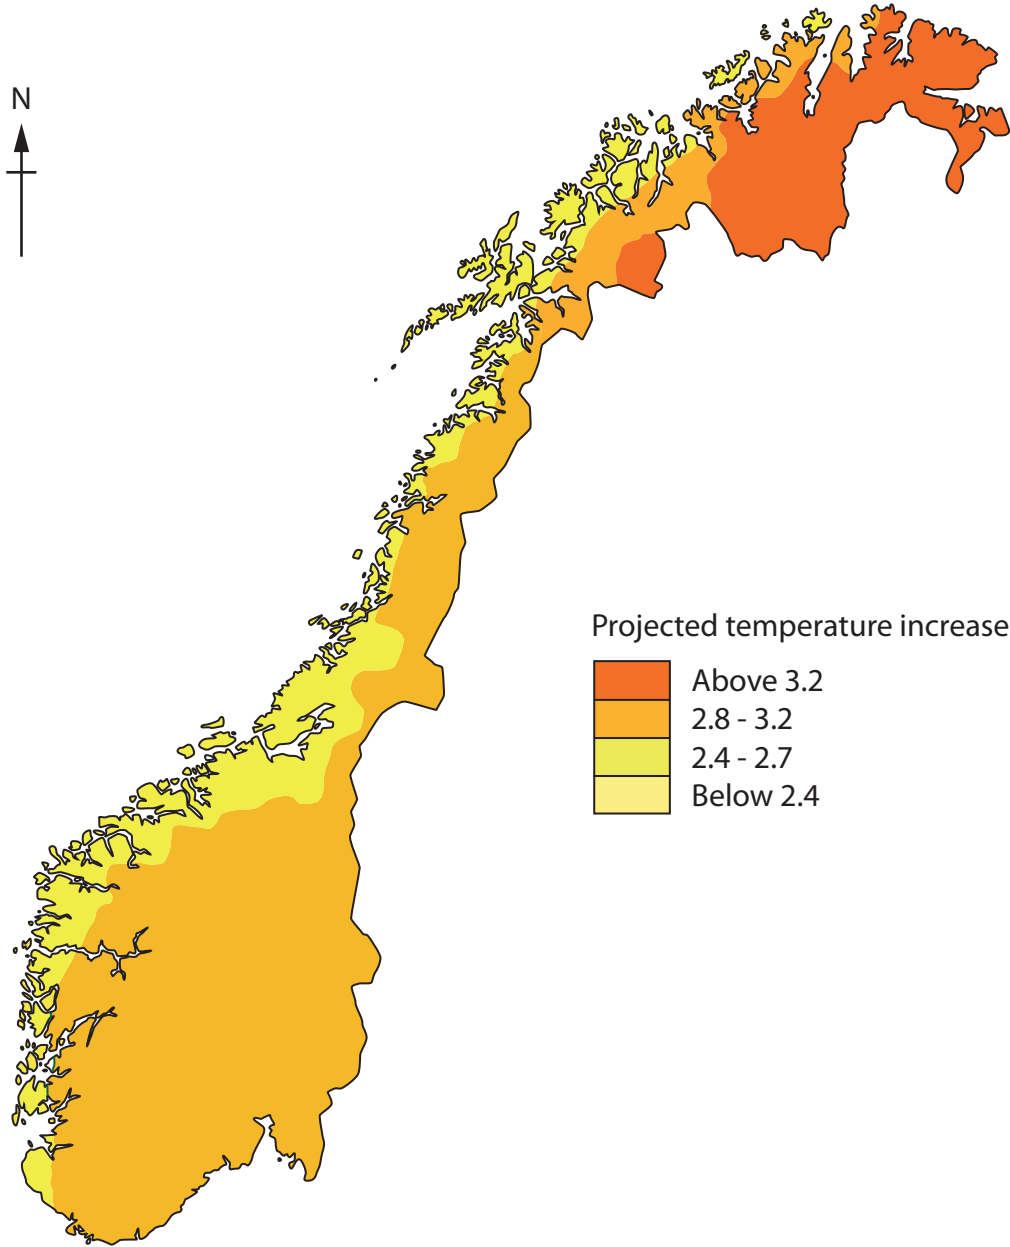 N
Projected temperature increase
Above 3.2
2.8 - 3.2
2.4 - 2.7
Below 2.4